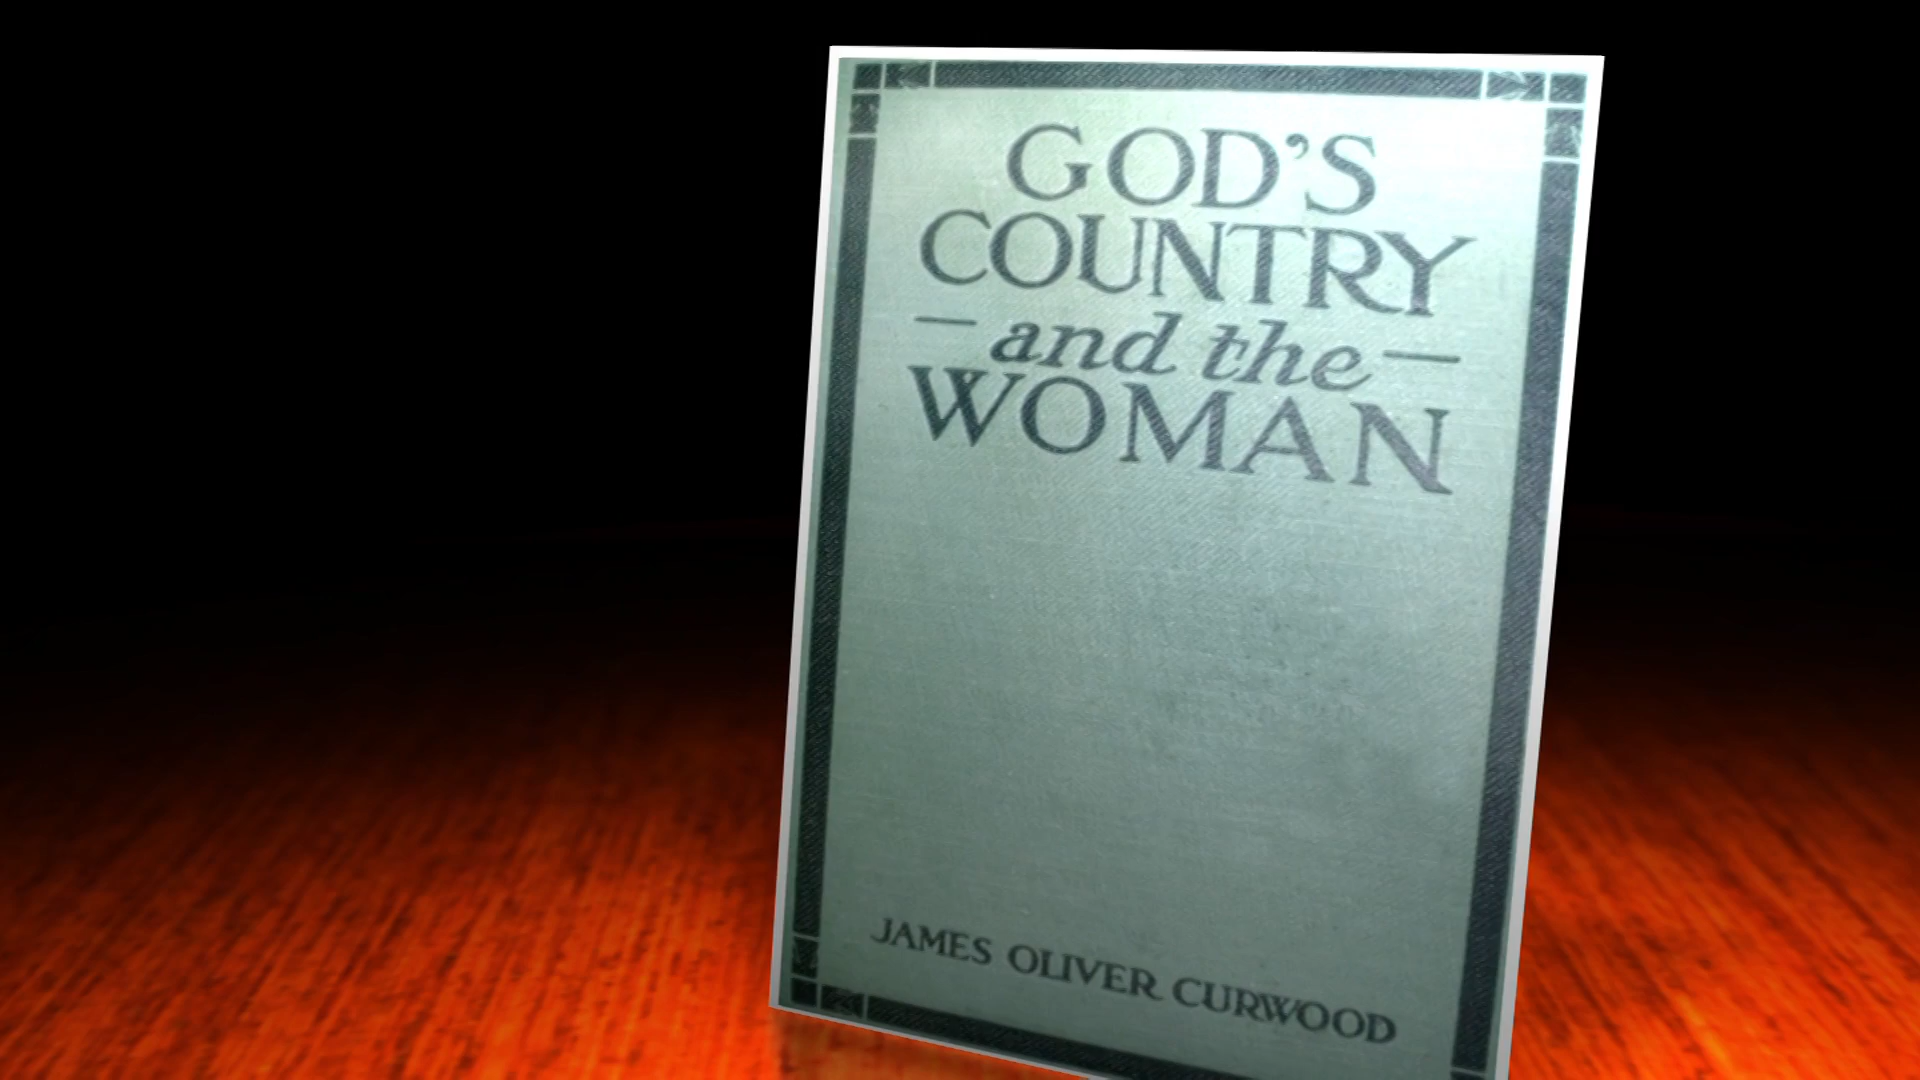 GOD'S
COUNTRY
— and the —
WOMAN
JAMES OLIVER CURWOOD